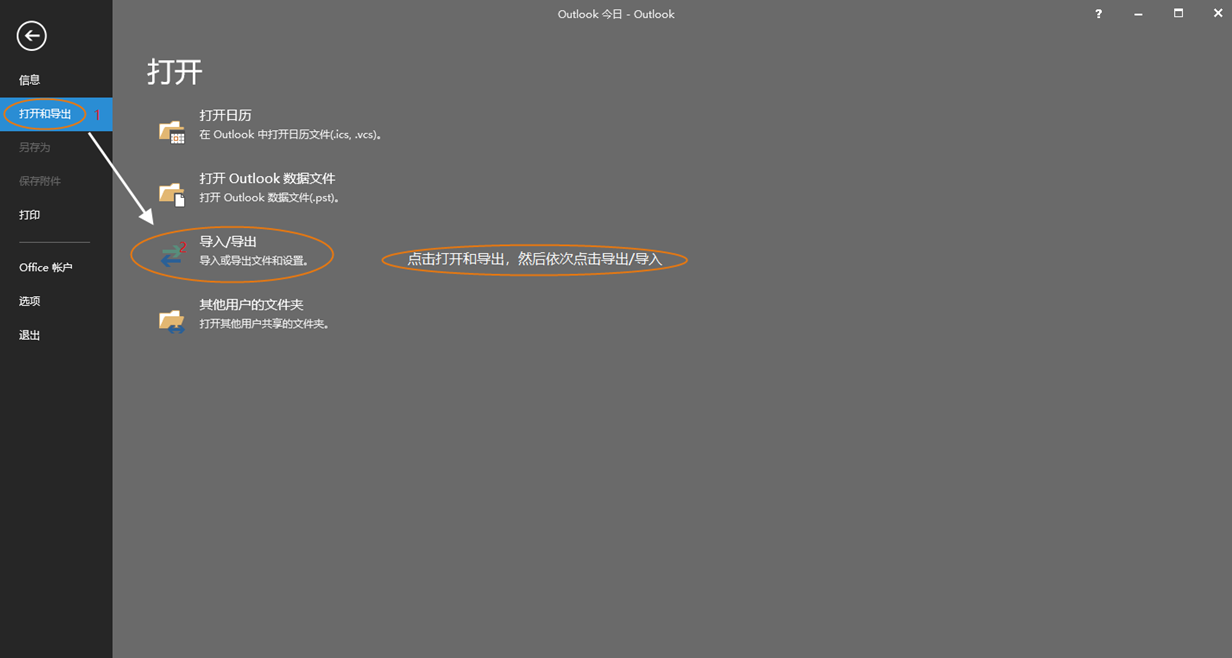 Outlook 今日 - Outlook
?
信息
打开和导出 1
另存为
保存附件
打印
Office 帐户
选项
退出
打开
打开日历
在 Outlook 中打开日历文件(.ics, .vcs)。
打开 Outlook 数据文件
打开 Outlook 数据文件(.pst)。
2
导入/导出
导入或导出文件和设置。
点击打开和导出，然后依次点击导出/导入
其他用户的文件夹
打开其他用户共享的文件夹。